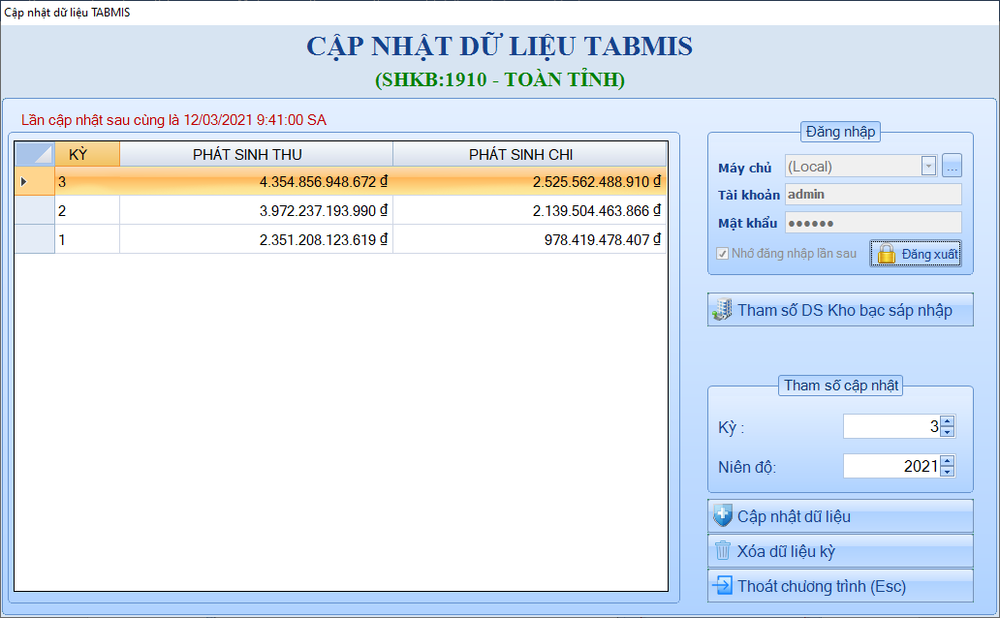 Cập nhật dữ liệu TABMIS
CẬP NHẬT DỮ LIỆU TABMIS
(SHKB:1910 - TOÀN TỈNH)
Lần cập nhật sau cùng là 12/03/2021 9:41:00 SA
KỲ PHÁT SINH THU PHÁT SINH CHI
3 4.354.856.948.672 ₫ 2.525.562.488.910 ₫
2 3.972.237.193.990 ₫ 2.139.504.463.866 ₫
1 2.351.208.123.619 ₫ 978.419.478.407 ₫
Đăng nhập
Máy chủ (Local) ...
Tài khoản admin
Mật khẩu ●●●●●●
Nhớ đăng nhập lần sau Đăng xuất
Tham số DS Kho bạc sáp nhập
Tham số cập nhật
Kỳ : 3
Niên độ: 2021
Cập nhật dữ liệu
Xóa dữ liệu kỳ
Thoát chương trình (Esc)